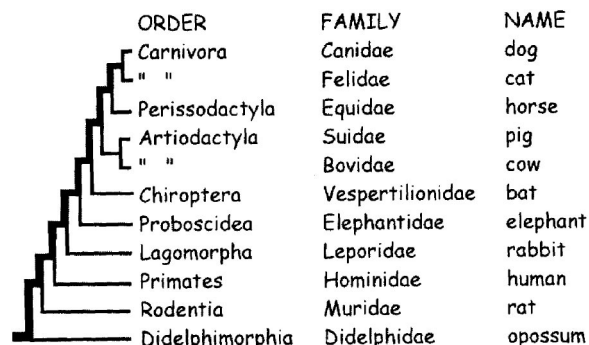 ORDER FAMILY NAME
Carnivora Canidae dog
" " Felidae cat
Perissodactyla Equidae horse
Artiodactyla Suidae pig
" " Bovidae cow
Chiroptera Vespertilionidae bat
Proboscidea Elephantidae elephant
Lagomorpha Leporidae rabbit
Primates Hominidae human
Rodentia Muridae rat
Didelphimorphia Didelphidae opossum